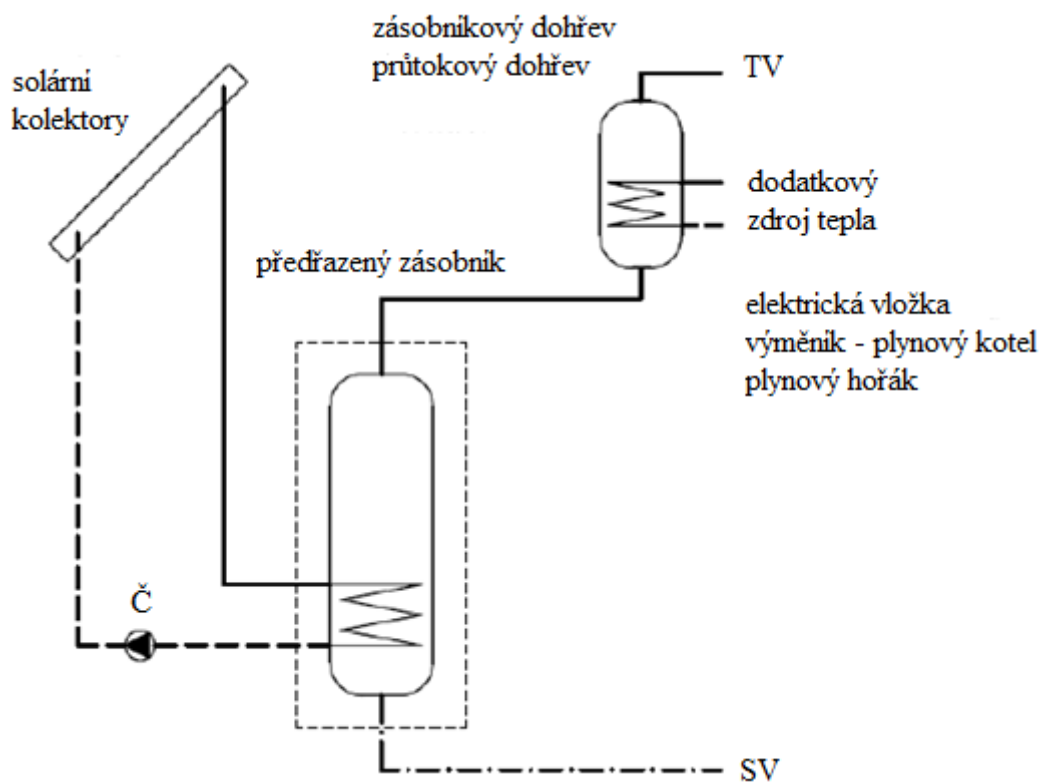 zásobníkový dohřev
průtokový dohřev
solární
kolektory
TV
dodatkový
zdroj tepla
předřazený zásobník
elektrická vložka
výměník - plynový kotel
plynový hořák
Č
SV